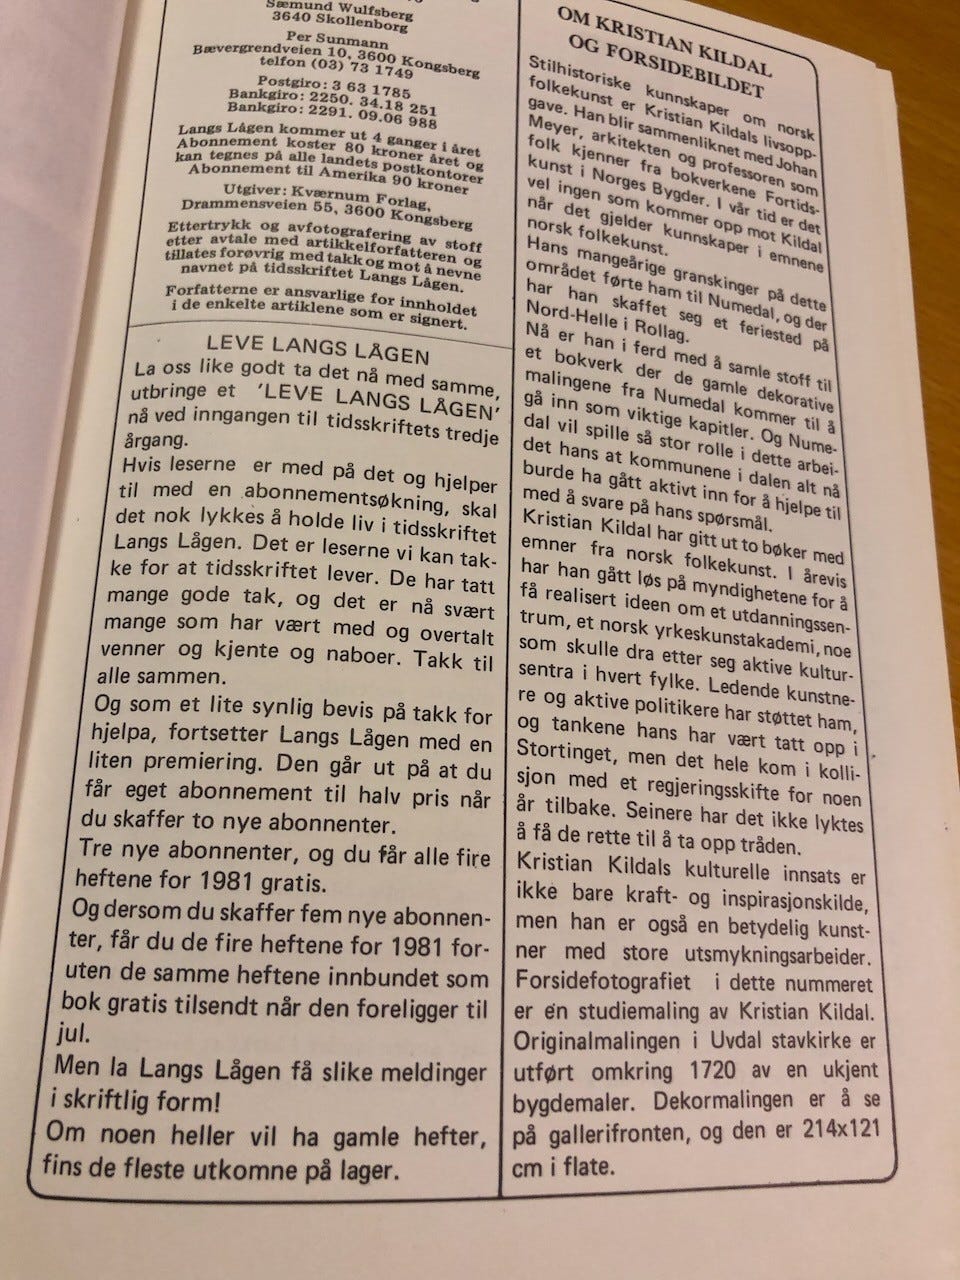 Sæmund Wulfsberg
3640 Skollenborg
Per Sunmann
Bævergrendveien 10, 3600 Kongsberg
telfon (03) 73 1749
Postgiro: 3 63 1785
Bankgiro: 2250. 34.18 251
Bankgiro: 2291. 09.06 988
Langs Lågen kommer ut 4 ganger i året
Abonnement koster 80 kroner året og
kan tegnes på alle landets postkontorer
Abonnement til Amerika 90 kroner
Utgiver: Kværnum Forlag,
Drammensveien 55, 3600 Kongsberg
Ettertrykk og avfotografering av stoff
etter avtale med artikkelforfatteren og
tillates forøvrig med takk og mot å nevne
navnet på tidsskriftet Langs Lågen.
Forfatterne er ansvarlige for innholdet
i de enkelte artiklene som er signert.
LEVE LANGS LÅGEN
La oss like godt ta det nå med samme,
utbringe et 'LEVE LANGS LÅGEN'
nå ved inngangen til tidsskriftets tredje
årgang.
Hvis leserne er med på det og hjelper
til med en abonnementsøkning, skal
det nok lykkes å holde liv i tidsskriftet
Langs Lågen. Det er leserne vi kan tak-
ke for at tidsskriftet lever. De har tatt
mange gode tak, og det er nå svært
mange som har vært med og overtalt
venner og kjente og naboer. Takk til
alle sammen.
Og som et lite synlig bevis på takk for
hjelpa, fortsetter Langs Lågen med en
liten premiering. Den går ut på at du
får eget abonnement til halv pris når
du skaffer to nye abonnenter.
Tre nye abonnenter, og du får alle fire
heftene for 1981 gratis.
Og dersom du skaffer fem nye abonnen-
ter, får du de fire heftene for 1981 for-
uten de samme heftene innbundet som
bok gratis tilsendt når den foreligger til
jul.
Men la Langs Lågen få slike meldinger
i skriftlig form!
Om noen heller vil ha gamle hefter,
fins de fleste utkomne på lager.
OM KRISTIAN KILDAL
OG FORSIDEBILDET
Stilhistoriske kunnskaper om norsk
folkekunst er Kristian Kildals livsopp-
gave. Han blir sammenliknet med Johan
Meyer, arkitekten og professoren som
folk kjenner fra bokverkene Fortids-
kunst i Norges Bygder. I vår tid er det
vel ingen som kommer opp mot Kildal
når det gjelder kunnskaper i emnene
norsk folkekunst.
Hans mangeårige granskinger på dette
området førte ham til Numedal, og der
har han skaffet seg et feriested på
Nord-Helle i Rollag.
Nå er han i ferd med å samle stoff til
et bokverk der de gamle dekorative
malingene fra Numedal kommer til å
gå inn som viktige kapitler. Og Nume-
dal vil spille så stor rolle i dette arbei-
det hans at kommunene i dalen alt nå
burde ha gått aktivt inn for å hjelpe til
med å svare på hans spørsmål.
Kristian Kildal har gitt ut to bøker med
emner fra norsk folkekunst. I årevis
har han gått løs på myndighetene for å
få realisert ideen om et utdanningssen-
trum, et norsk yrkeskunstakademi, noe
som skulle dra etter seg aktive kultur-
sentra i hvert fylke. Ledende kunstne-
re og aktive politikere har støttet ham,
og tankene hans har vært tatt opp i
Stortinget, men det hele kom i kolli-
sjon med et regjeringsskifte for noen
år tilbake. Seinere har det ikke lyktes
å få de rette til å ta opp tråden.
Kristian Kildals kulturelle innsats er
ikke bare kraft- og inspirasjonskilde,
men han er også en betydelig kunst-
ner med store utsmykningsarbeider.
Forsidefotografiet i dette nummeret
er en studiemaling av Kristian Kildal.
Originalmalingen i Uvdal stavkirke er
utført omkring 1720 av en ukjent
bygdemaler. Dekormalingen er å se
på gallerifronten, og den er 214x121
cm i flate.